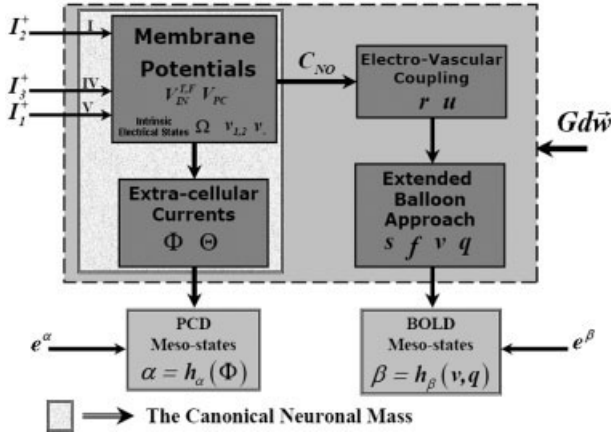 I₂⁺
I
I₃⁺
IV
I₁⁺
V
Membrane
Potentials
V_PC
Intrinsic
Electrical States Ω v₁,₂
C_NO
Electro-Vascular
Coupling
r u
Gdw⃗
Extra-cellular
Currents
Φ Θ
Extended
Balloon
Approach
s f v q
e^α
PCD
Meso-states
α = h_α(Φ)
BOLD
Meso-states
β = h_β(v,q)
e^β
The Canonical Neuronal Mass